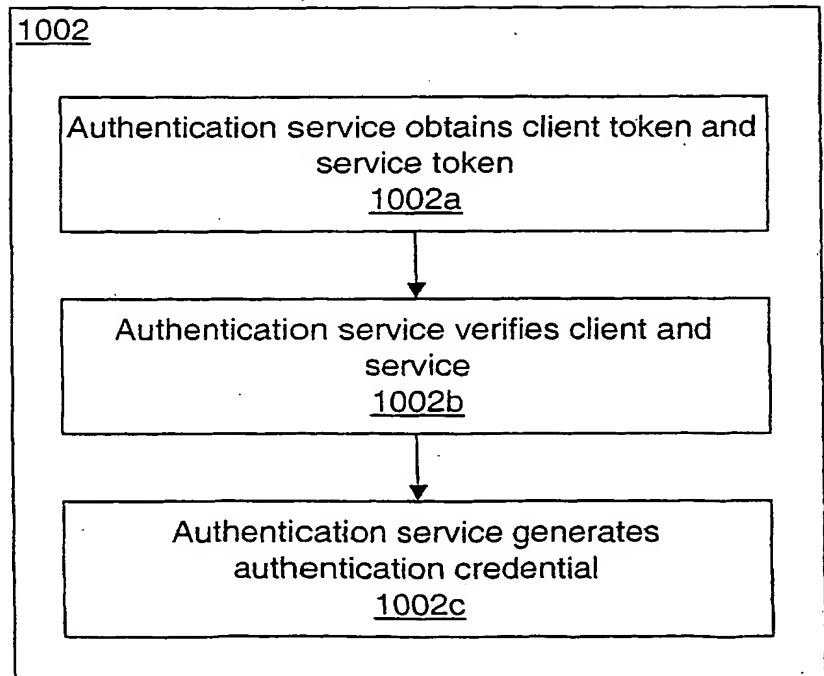 1002
Authentication service obtains client token and
service token
1002a
Authentication service verifies client and
service
1002b
Authentication service generates
authentication credential
1002c